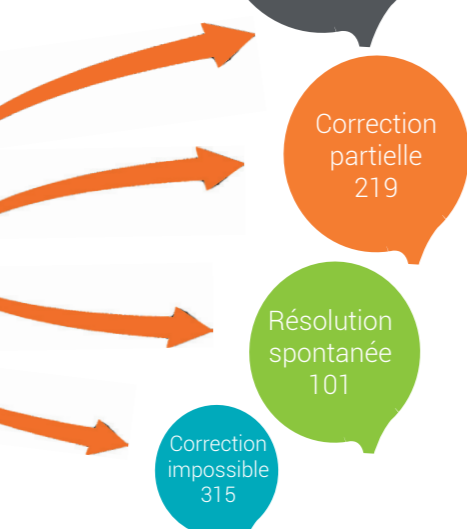 Correction
partielle
219
Résolution
spontanée
101
Correction
impossible
315